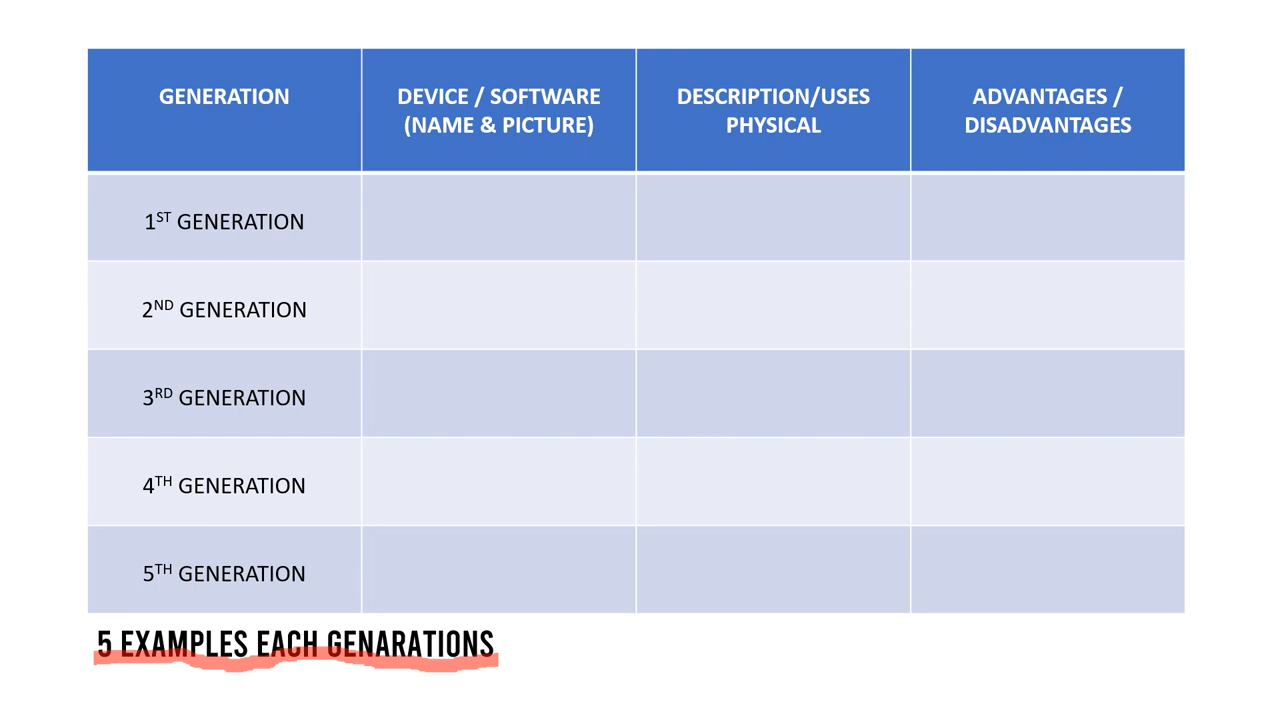 GENERATION
DEVICE / SOFTWARE
(NAME & PICTURE)
DESCRIPTION/USES
PHYSICAL
ADVANTAGES /
DISADVANTAGES
1ST GENERATION
2ND GENERATION
3RD GENERATION
4TH GENERATION
5TH GENERATION
5 EXAMPLES EACH GENARATIONS